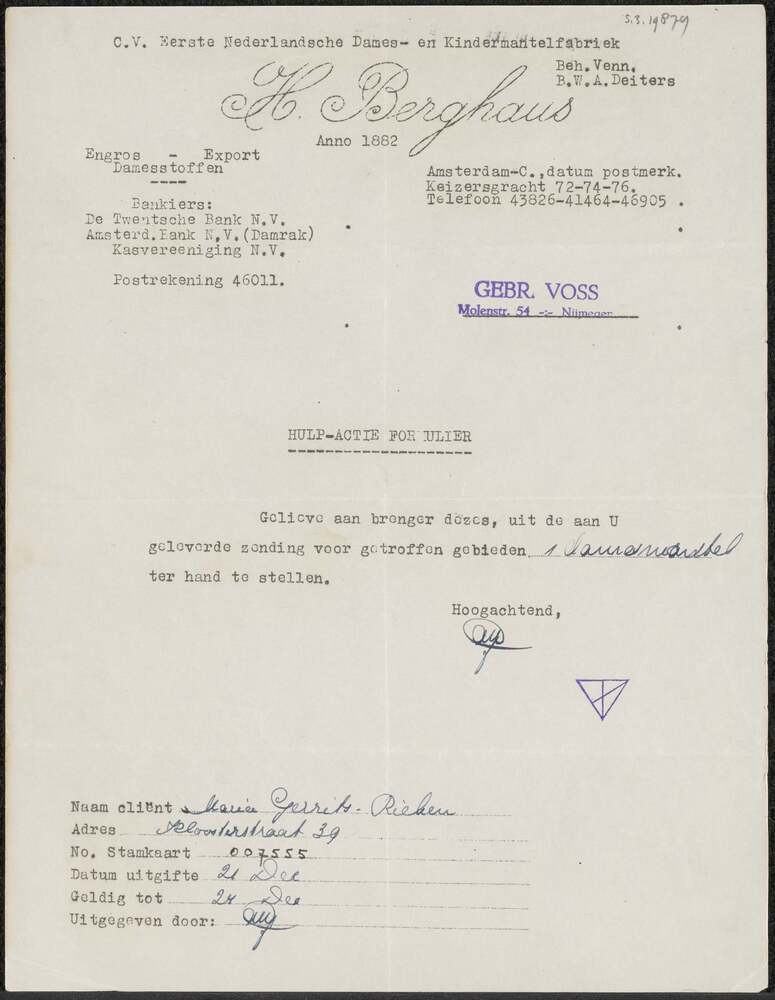 S.3.19879
C.V. Eerste Nederlandsche Dames- en Kindermantelfabriek
Beh. Venn.
B.W.A. Deiters
H. Berghaus
Anno 1882
Engros - Export
Damesstoffen
Amsterdam-C., datum postmerk.
Keizersgracht 72-74-76.
Telefoon 43826-41464-46905.
Bankiers:
De Twentsche Bank N.V.
Amsterd. Bank N.V. (Damrak)
Kasvereeniging N.V.
Postrekening 46011.
GEBR. VOSS
Molenstr. 54 -:- Nijmegen
HULP-ACTIE FOR ULIER
Gelieve aan brenger dezes, uit de aan U
geleverde zending voor getroffen gebieden 1 damesmantel
ter hand te stellen.
Hoogachtend,
Naam cliënt Maria Gerrits-Rieken
Adres Kloosterstraat 39
No. Stamkaart 007555
Datum uitgifte 21 Dec
Geldig tot 24 Dec
Uitgegeven door: